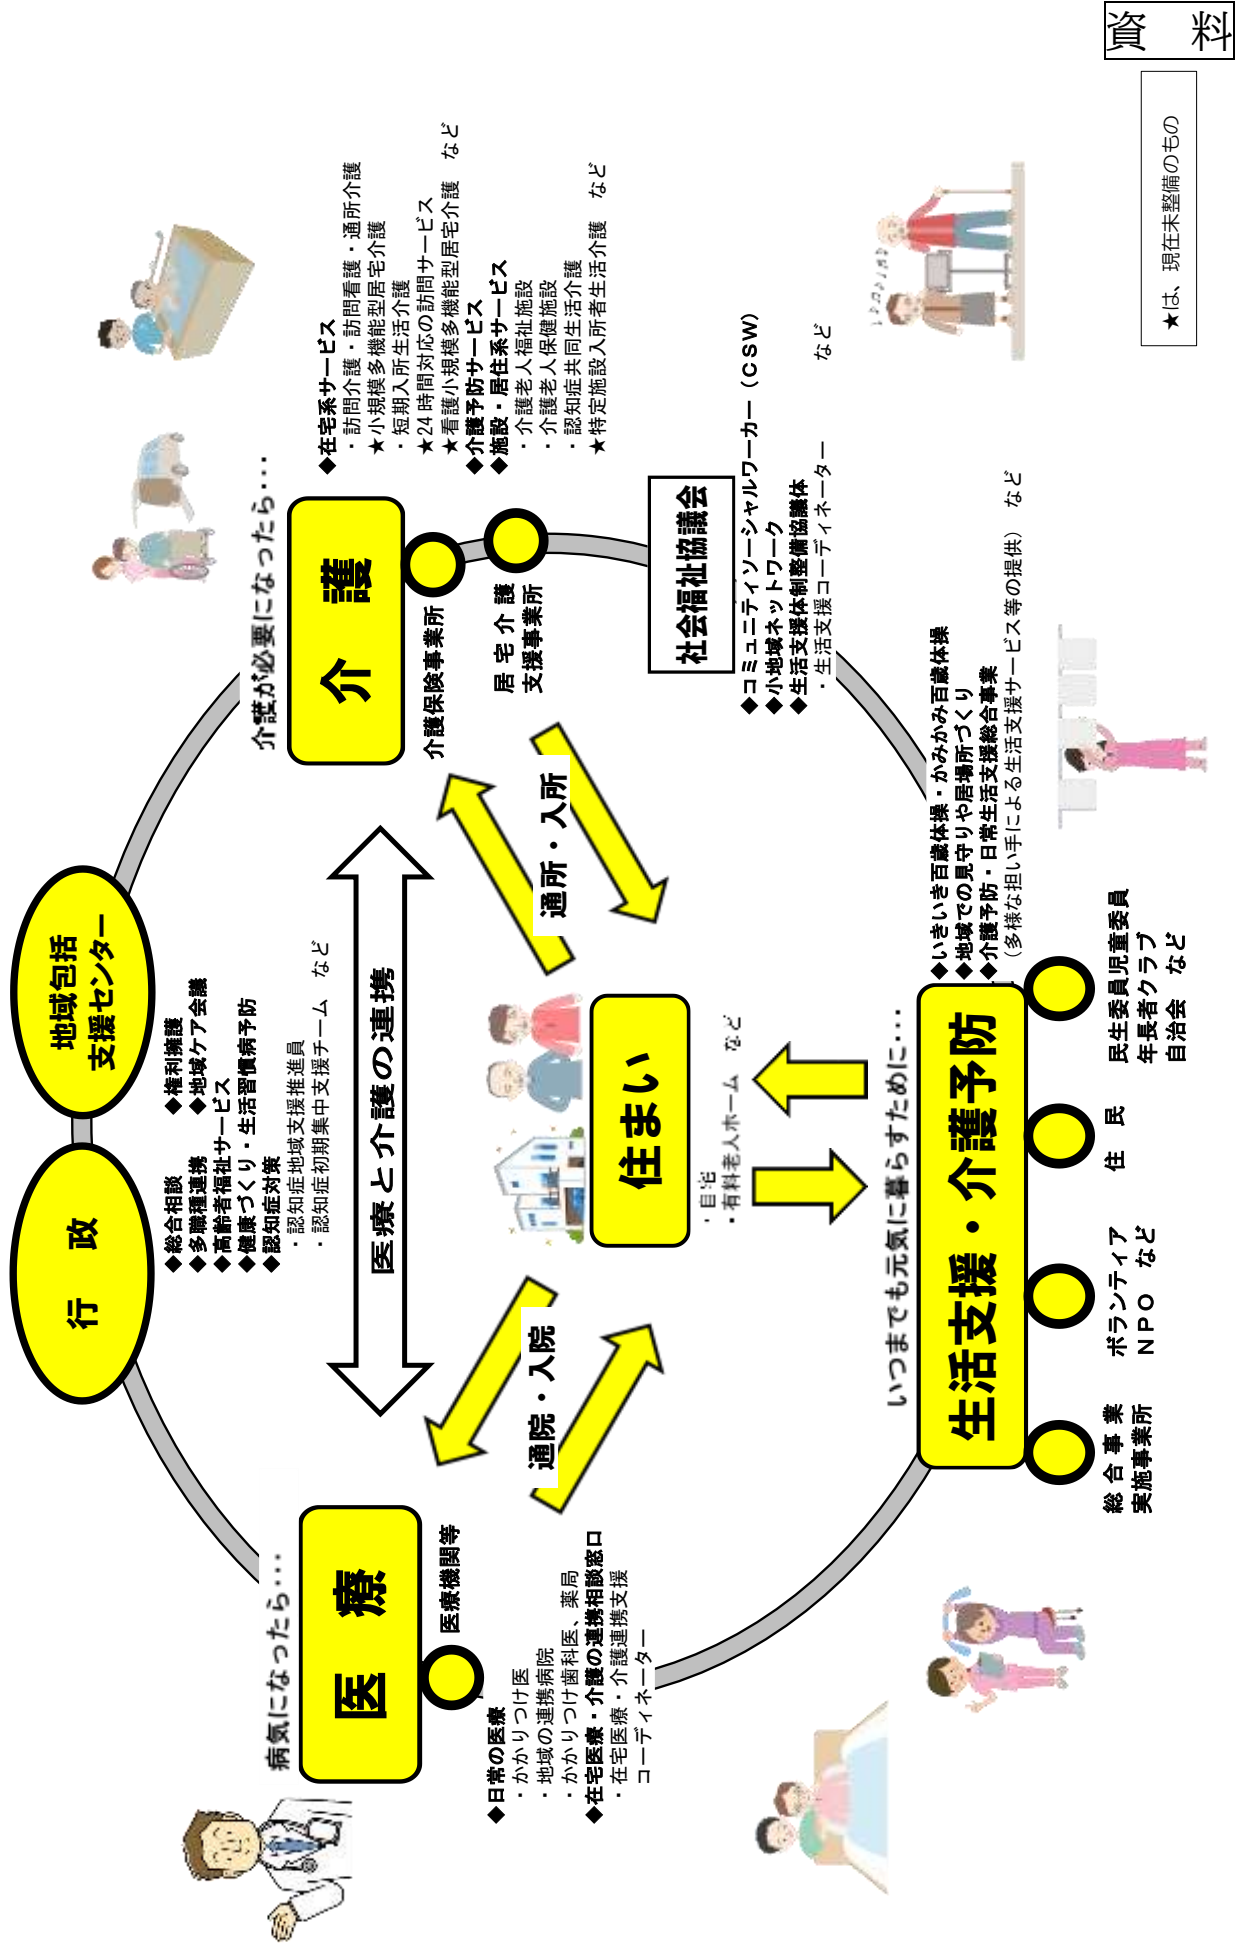 資　料
★は、現在未整備のもの
行　政
地域包括
支援センター
◆総合相談　◆権利擁護
◆多職種連携　◆地域ケア会議
◆高齢者福祉サービス
◆健康づくり・生活習慣病予防
◆認知症対策
・認知症地域支援推進員
・認知症初期集中支援チーム　など
医療と介護の連携
病気になったら・・・
医　療
医療機関等
◆日常の医療
・かかりつけ医
・地域の連携病院
・かかりつけ歯科医、薬局
◆在宅医療・介護の連携相談窓口
・在宅医療・介護連携支援
コーディネーター
通院・入院
介護が必要になったら・・・
介　護
介護保険事業所
居宅介護
支援事業所
◆在宅系サービス
・訪問介護・訪問看護・通所介護
★小規模多機能型居宅介護
・短期入所生活介護
★24時間対応の訪問サービス
★看護小規模多機能型居宅介護　など
◆介護予防サービス
◆施設・居住系サービス
・介護老人福祉施設
・介護老人保健施設
・認知症共同生活介護
★特定施設入所者生活介護　など
通所・入所
住まい
・自宅
・有料老人ホーム　など
社会福祉協議会
◆コミュニティソーシャルワーカー（ＣＳＷ）
◆小地域ネットワーク
◆生活支援体制整備協議体
・生活支援コーディネーター　　　など
いつまでも元気に暮らすために・・・
生活支援・介護予防
◆いきいき百歳体操・かみかみ百歳体操
◆地域での見守りや居場所づくり
◆介護予防・日常生活支援総合事業
（多様な担い手による生活支援サービス等の提供）　など
総合事業
実施事業所
ボランティア
ＮＰＯ　など
住　民
民生委員児童委員
年長者クラブ
自治会　など